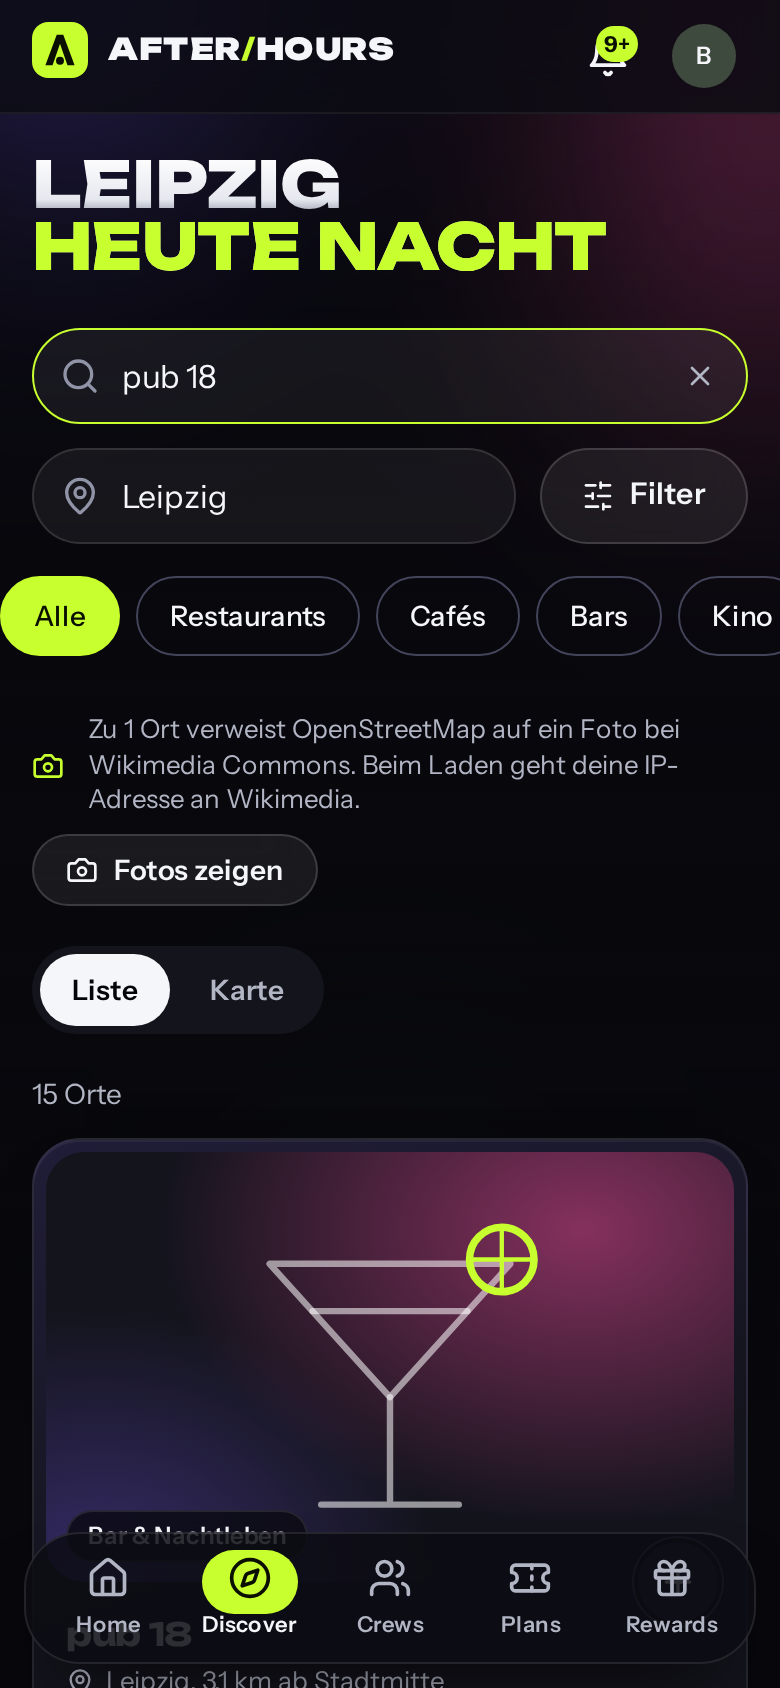 AFTER/HOURS
9+
B
LEIPZIG
HEUTE NACHT
pub 18
Leipzig
Filter
Alle
Restaurants
Cafés
Bars
Kino
Zu 1 Ort verweist OpenStreetMap auf ein Foto bei
Wikimedia Commons. Beim Laden geht deine IP-
Adresse an Wikimedia.
Fotos zeigen
Liste
Karte
15 Orte
Bar & Nachtleben
Home
Discover
Crews
Plans
Rewards
pub 18
Leipzig, 3,1 km ab Stadtmitte